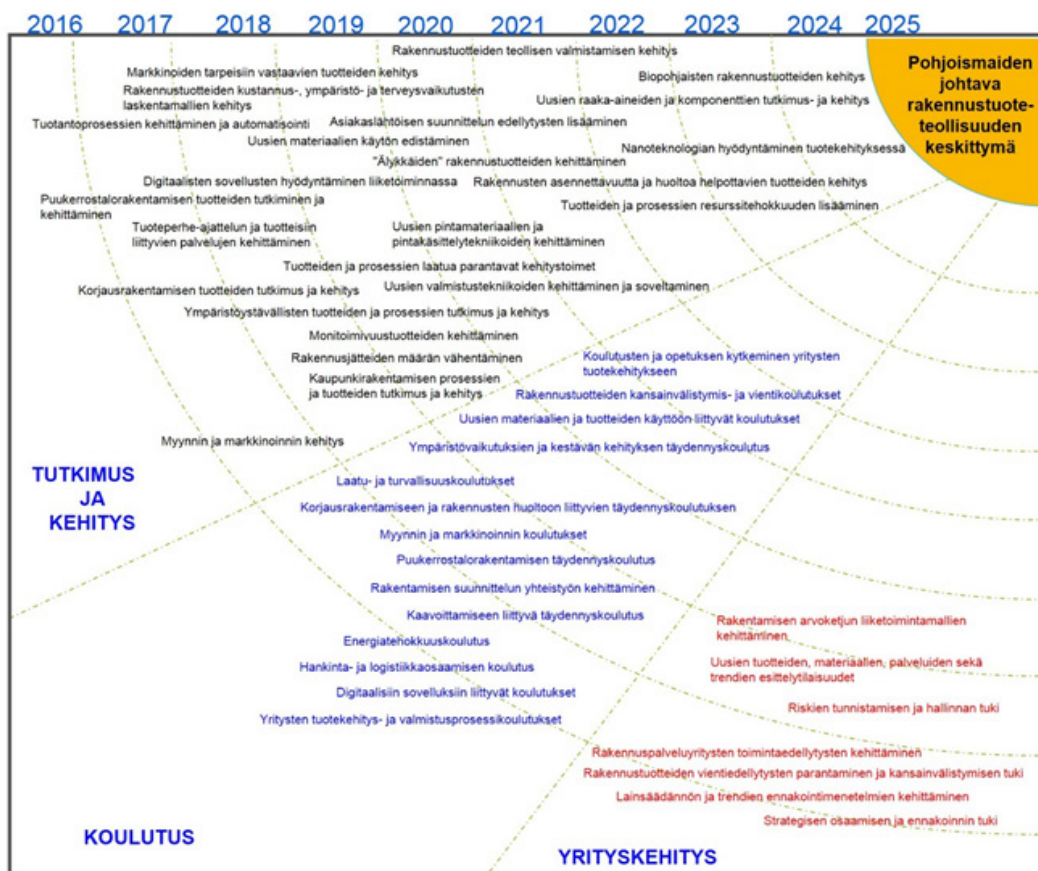 2016 2017 2018 2019 2020 2021 2022 2023 2024 2025
Pohjoismaiden
johtava
rakennustuote-
teollisuuden
keskittymä
Rakennustuotteiden teollisen valmistamisen kehitys
Markkinoiden tarpeisiin vastaavien tuotteiden kehitys
Biopohjaisten rakennustuotteiden kehitys
Rakennustuotteiden kustannus-, ympäristö- ja terveysvaikutusten
laskentamallien kehitys
Uusien raaka-aineiden ja komponenttien tutkimus- ja kehitys
Tuotantoprosessien kehittäminen ja automatisointi
Asiakaslähtöisen suunnittelun edellytysten lisääminen
Uusien materiaalien käytön edistäminen
Nanoteknologian hyödyntäminen tuotekehityksessä
"Älykkäiden" rakennustuotteiden kehittäminen
Digitaalisten sovellusten hyödyntäminen liiketoiminnassa
Rakennusten asennettavuutta ja huoltoa helpottavien tuotteiden kehitys
Puukerrostalorakentamisen tuotteiden tutkiminen ja
kehittäminen
Tuotteiden ja prosessien resurssitehokkuuden lisääminen
Tuoteperhe-ajattelun ja tuotteisiin
liittyvien palvelujen kehittäminen
Uusien pintamateriaalien ja
pintakäsittelytekniikoiden kehittäminen
Tuotteiden ja prosessien laatua parantavat kehitystoimet
Korjausrakentamisen tuotteiden tutkimus ja kehitys
Uusien valmistustekniikoiden kehittäminen ja soveltaminen
Ympäristöystävällisten tuotteiden ja prosessien tutkimus ja kehitys
Monitoimivuustuotteiden kehittäminen
Rakennusjätteiden määrän vähentäminen
Kaupunkirakentamisen prosessien
ja tuotteiden tutkimus ja kehitys
Myynnin ja markkinoinnin kehitys
TUTKIMUS
JA
KEHITYS
Koulutusten ja opetuksen kytkeminen yritysten
tuotekehitykseen
Rakennustuotteiden kansainvälistymis- ja vientikoulutukset
Uusien materiaalien ja tuotteiden käyttöön liittyvät koulutukset
Ympäristövaikutuksien ja kestävän kehityksen täydennyskoulutus
Laatu- ja turvallisuuskoulutukset
Korjausrakentamiseen ja rakennusten huoltoon liittyvien täydennyskoulutuksen
Myynnin ja markkinoinnin koulutukset
Puukerrostalorakentamisen täydennyskoulutus
Rakentamisen suunnittelun yhteistyön kehittäminen
Kaavoittamiseen liittyvä täydennyskoulutus
Energiatehokkuuskoulutus
Hankinta- ja logistiikkaosaamisen koulutus
Digitaalisiin sovelluksiin liittyvät koulutukset
Yritysten tuotekehitys- ja valmistusprosessikoulutukset
KOULUTUS
Rakentamisen arvoketjun liiketoimintamallien
kehittäminen
Uusien tuotteiden, materiaalien, palveluiden sekä
trendien esittelytilaisuudet
Riskien tunnistamisen ja hallinnan tuki
Rakennuspalveluyritysten toimintaedellytysten kehittäminen
Rakennustuotteiden vientiedellytysten parantaminen ja kansainvälistymisen tuki
Lainsäädännön ja trendien ennakointimenetelmien kehittäminen
Strategisen osaamisen ja ennakoinnin tuki
YRITYSKEHITYS